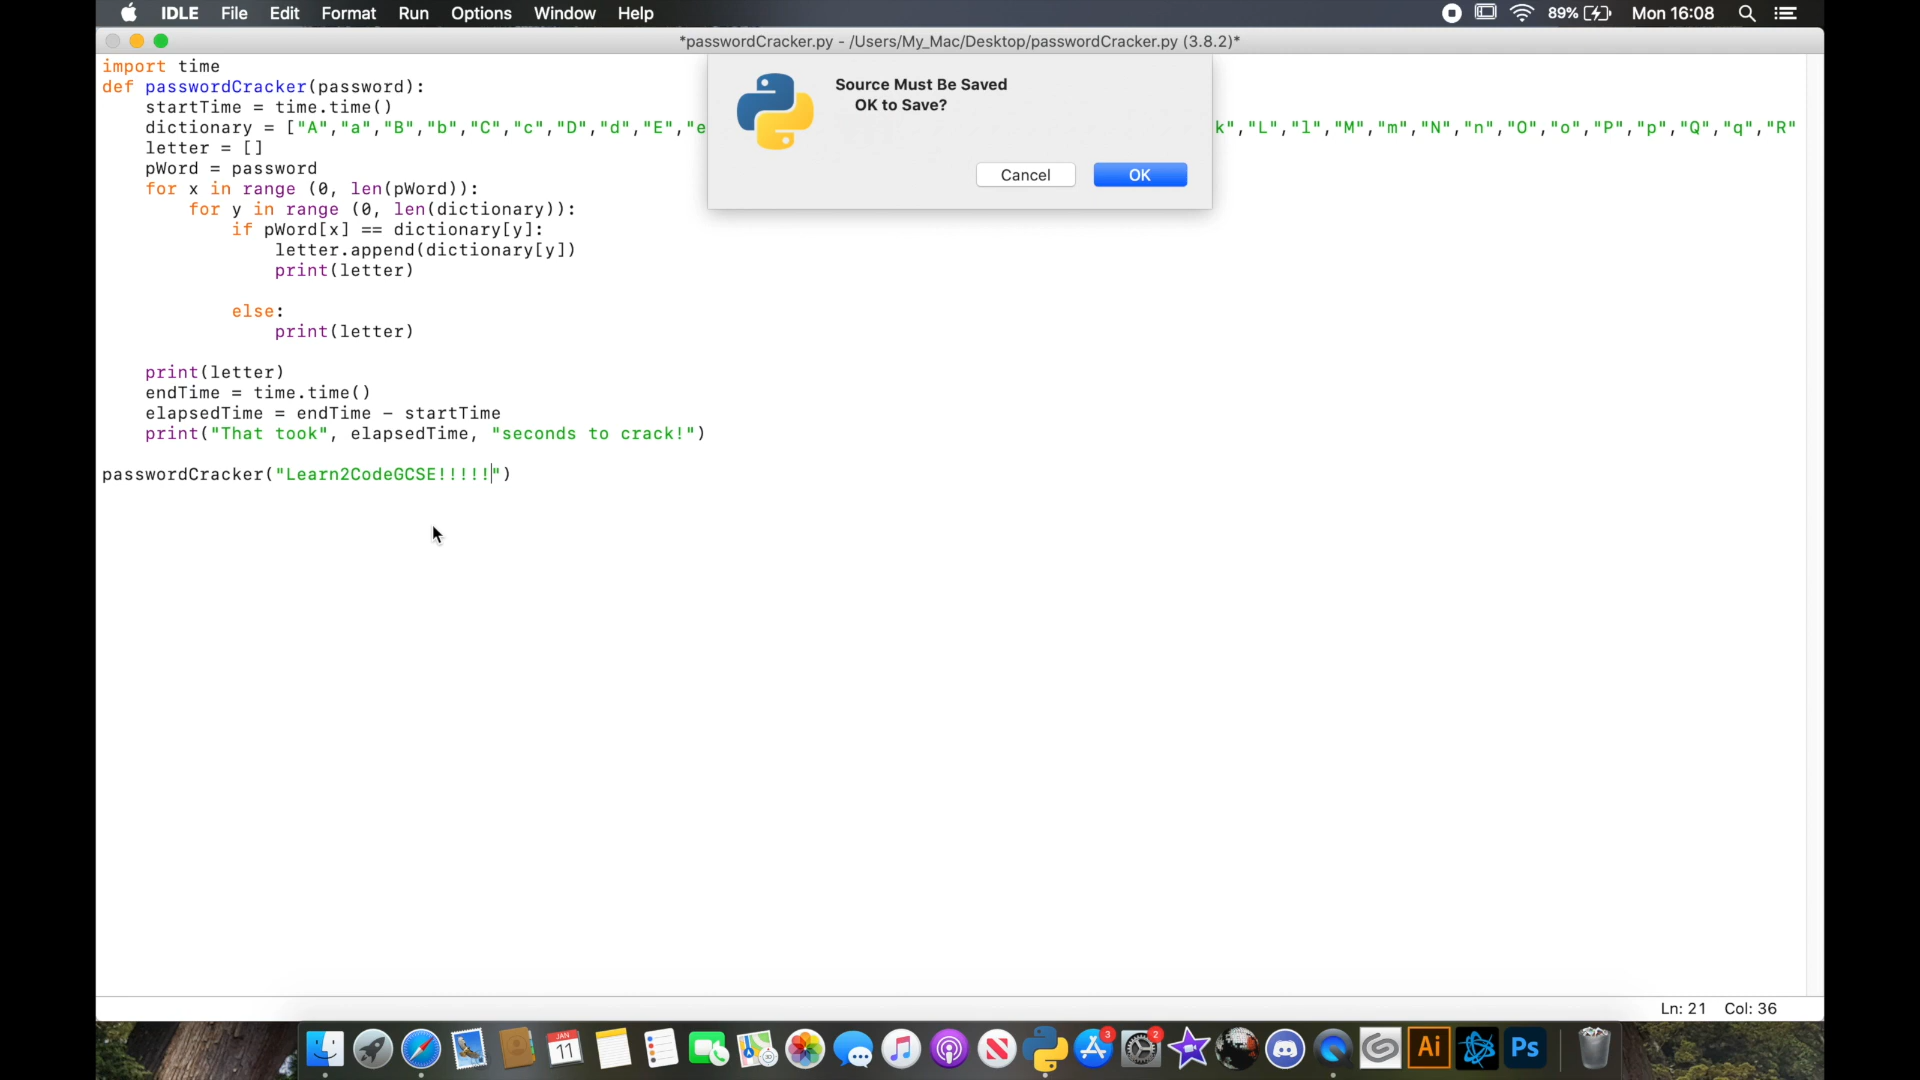 IDLE File Edit Format Run Options Window Help 89% Mon 16:08
*passwordCracker.py - /Users/My_Mac/Desktop/passwordCracker.py (3.8.2)*
import time
def passwordCracker(password):
startTime = time.time()
dictionary = ["A","a","B","b","C","c","D","d","E","e k","L","l","M","m","N","n","O","o","P","p","Q","q","R"
letter = []
pWord = password
for x in range (0, len(pWord)):
for y in range (0, len(dictionary)):
if pWord[x] == dictionary[y]:
letter.append(dictionary[y])
print(letter)
else:
print(letter)
print(letter)
endTime = time.time()
elapsedTime = endTime - startTime
print("That took", elapsedTime, "seconds to crack!")
passwordCracker("Learn2CodeGCSE!!!!!")
Source Must Be Saved
OK to Save?
Cancel OK
Ln: 21 Col: 36
JAN
11
3
2
Ai
Ps